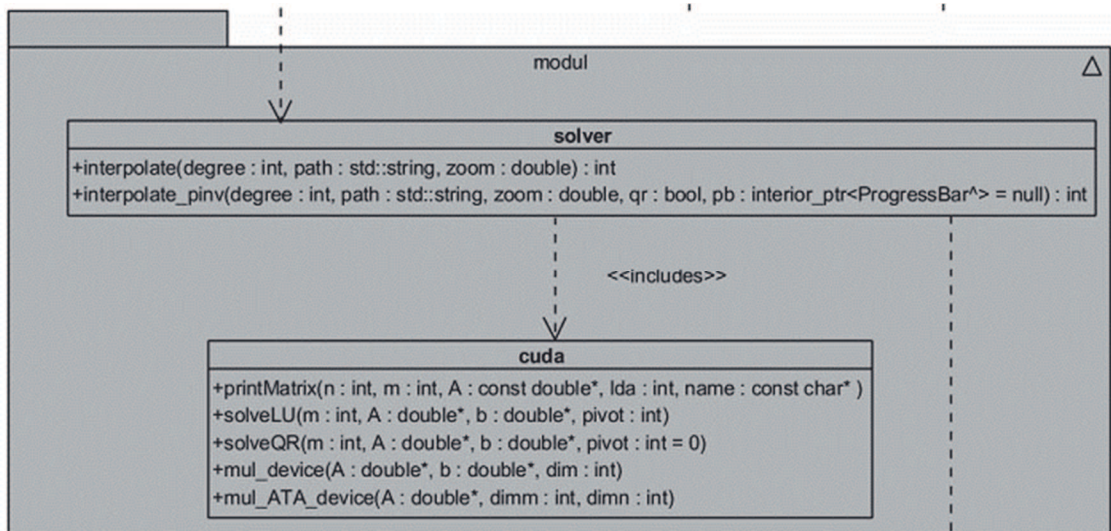 modul
solver
+interpolate(degree : int, path : std::string, zoom : double) : int
+interpolate_pinv(degree : int, path : std::string, zoom : double, qr : bool, pb : interior_ptr<ProgressBar^> = null) : int
<<includes>>
cuda
+printMatrix(n : int, m : int, A : const double*, lda : int, name : const char* )
+solveLU(m : int, A : double*, b : double*, pivot : int)
+solveQR(m : int, A : double*, b : double*, pivot : int = 0)
+mul_device(A : double*, b : double*, dim : int)
+mul_ATA_device(A : double*, dimm : int, dimn : int)